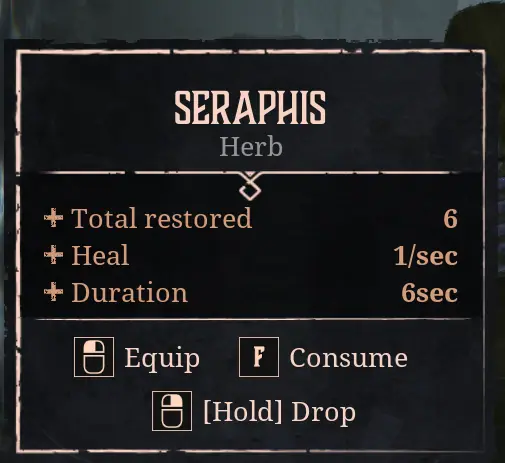 SERAPHIS
Herb
Total restored 6
Heal 1/sec
Duration 6sec
Equip F Consume
[Hold] Drop